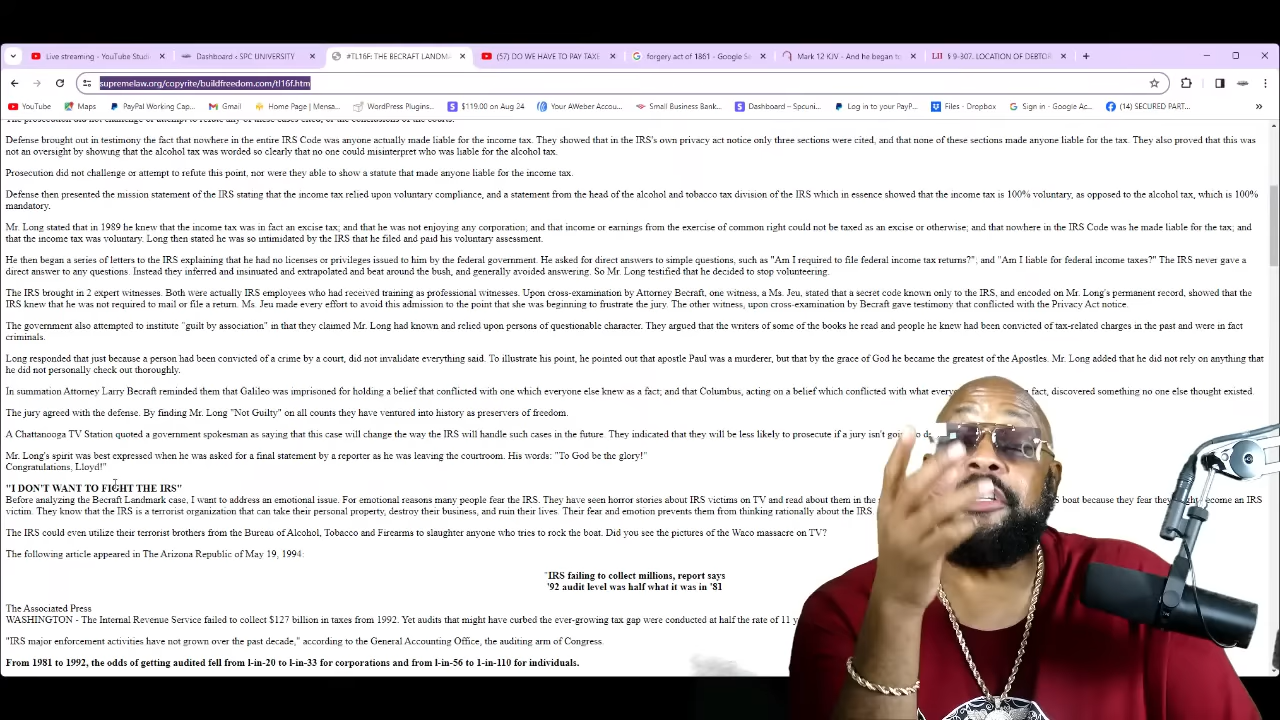 Live streaming - YouTube Studi
Dashboard ‹ SPC UNIVERSITY
#TL16F: THE BECRAFT LANDMA
(57) DO WE HAVE TO PAY TAXE
forgery act of 1861 - Google Se
Mark 12 KJV - And he began to
§ 9-307. LOCATION OF DEBTOR
supremelaw.org/copyrite/buildfreedom.com/tl16f.htm
YouTube
Maps
PayPal Working Cap...
Gmail
Home Page | Mensa...
WordPress Plugins...
$119.00 on Aug 24
Your AWeber Accou...
Small Business Bank...
Dashboard – Spcuni...
Log in to your PayP...
Files - Dropbox
Sign in - Google Ac...
(14) SECURED PART...
The prosecution did not challenge or attempt to refute any of these cases cited, or the conclusions of the courts.
Defense brought out in testimony the fact that nowhere in the entire IRS Code was anyone actually made liable for the income tax. They showed that in the IRS's own privacy act notice only three sections were cited, and that none of these sections made anyone liable for the tax. They also proved that this was
not an oversight by showing that the alcohol tax was worded so clearly that no one could misinterpret who was liable for the alcohol tax.
Prosecution did not challenge or attempt to refute this point, nor were they able to show a statute that made anyone liable for the income tax.
Defense then presented the mission statement of the IRS stating that the income tax relied upon voluntary compliance, and a statement from the head of the alcohol and tobacco tax division of the IRS which in essence showed that the income tax is 100% voluntary, as opposed to the alcohol tax, which is 100%
mandatory.
Mr. Long stated that in 1989 he knew that the income tax was in fact an excise tax; and that he was not enjoying any corporation; and that income or earnings from the exercise of common right could not be taxed as an excise or otherwise; and that nowhere in the IRS Code was he made liable for the tax; and
that the income tax was voluntary. Long then stated he was so intimidated by the IRS that he filed and paid his voluntary assessment.
He then began a series of letters to the IRS explaining that he had no licenses or privileges issued to him by the federal government. He asked for direct answers to simple questions, such as "Am I required to file federal income tax returns?"; and "Am I liable for federal income taxes?" The IRS never gave a
direct answer to any questions. Instead they inferred and insinuated and extrapolated and beat around the bush, and generally avoided answering. So Mr. Long testified that he decided to stop volunteering.
The IRS brought in 2 expert witnesses. Both were actually IRS employees who had received training as professional witnesses. Upon cross-examination by Attorney Becraft, one witness, a Ms. Jeu, stated that a secret code known only to the IRS, and encoded on Mr. Long's permanent record, showed that the
IRS knew that he was not required to mail or file a return. Ms. Jeu made every effort to avoid this admission to the point that she was beginning to frustrate the jury. The other witness, upon cross-examination by Becraft gave testimony that conflicted with the Privacy Act notice.
The government also attempted to institute "guilt by association" in that they claimed Mr. Long had known and relied upon persons of questionable character. They argued that the writers of some of the books he read and people he knew had been convicted of tax-related charges in the past and were in fact
criminals.
Long responded that just because a person had been convicted of a crime by a court, did not invalidate everything said. To illustrate his point, he pointed out that apostle Paul was a murderer, but that by the grace of God he became the greatest of the Apostles. Mr. Long added that he did not rely on anything that
he did not personally check out thoroughly.
In summation Attorney Larry Becraft reminded them that Galileo was imprisoned for holding a belief that conflicted with one which everyone else knew as a fact; and that Columbus, acting on a belief which conflicted with what fact, discovered something no one else thought existed.
The jury agreed with the defense. By finding Mr. Long "Not Guilty" on all counts they have ventured into history as preservers of freedom.
A Chattanooga TV Station quoted a government spokesman as saying that this case will change the way the IRS will handle such cases in the future. They indicated that they will be less likely to prosecute if a jury isn't
Mr. Long's spirit was best expressed when he was asked for a final statement by a reporter as he was leaving the courtroom. His words: "To God be the glory!"
Congratulations, Lloyd!"
"I DON'T WANT TO FIGHT THE IRS"
Before analyzing the Becraft Landmark case, I want to address an emotional issue. For emotional reasons many people fear the IRS. They have seen horror stories about IRS victims on TV and read about them in the boat because they fear they an IRS
victim. They know that the IRS is a terrorist organization that can take their personal property, destroy their business, and ruin their lives. Their fear and emotion prevents them from thinking rationally about the IRS
The IRS could even utilize their terrorist brothers from the Bureau of Alcohol, Tobacco and Firearms to slaughter anyone who tries to rock the boat. Did you see the pictures of the Waco massacre on TV?
The following article appeared in The Arizona Republic of May 19, 1994:
"IRS failing to collect millions, report says
'92 audit level was half what it was in '81
The Associated Press
WASHINGTON - The Internal Revenue Service failed to collect $127 billion in taxes from 1992. Yet audits that might have curbed the ever-growing tax gap were conducted at half the rate of 11 y
"IRS major enforcement activities have not grown over the past decade," according to the General Accounting Office, the auditing arm of Congress.
From 1981 to 1992, the odds of getting audited fell from l-in-20 to l-in-33 for corporations and from l-in-56 to 1-in-110 for individuals.